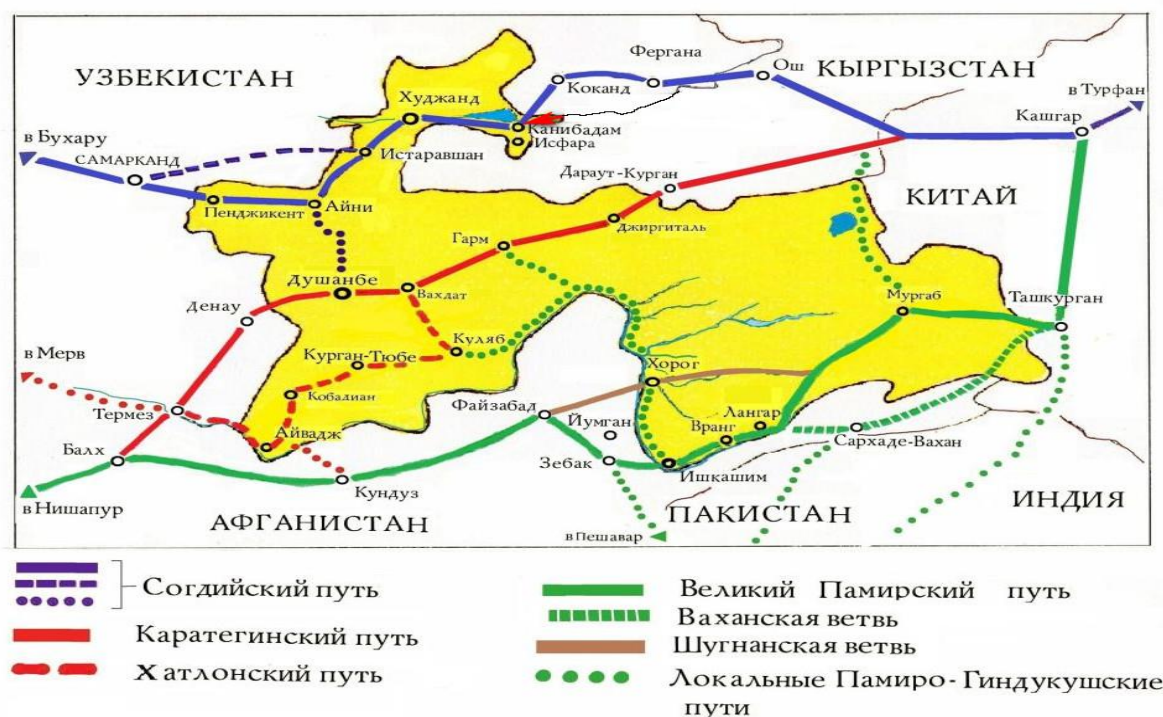 Фергана
УЗБЕКИСТАН
Ош
КЫРГЫЗСТАН
Коканд
в Турфан
Худжанд
Кашгар
Канибадам
в Бухару
Исфара
Истаравшан
САМАРКАНД
Дараут-Курган
КИТАЙ
Пенджикент
Айни
Джиргиталь
Гарм
Душанбе
Вахдат
Мургаб
Ташкурган
Денау
Куляб
Курган-Тюбе
в Мерв
Хорог
Кобалиан
Файзабад
Лангар
Термез
Йумган
Вранг
Айвадж
Сархаде-Вахан
Балх
Зебак
Ишкашим
Кундуз
ИНДИЯ
в Нишапур
ПАКИСТАН
АФГАНИСТАН
в Пешавар
Согдийский путь
Каратегинский путь
Хатлонский путь
Великий Памирский путь
Ваханская ветвь
Шугнанская ветвь
Локальные Памиро-Гиндукушские
пути